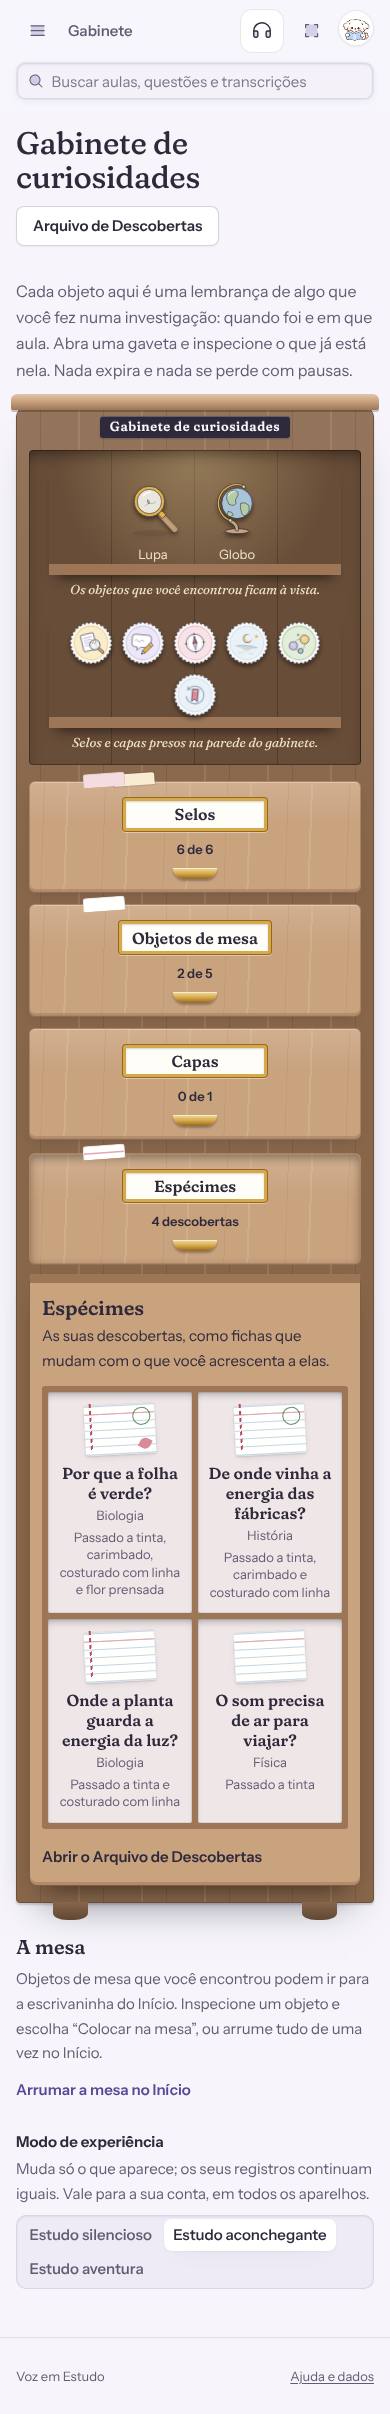 Gabinete
Buscar aulas, questões e transcrições
Gabinete de
curiosidades
Arquivo de Descobertas
Cada objeto aqui é uma lembrança de algo que
você fez numa investigação: quando foi e em que
aula. Abra uma gaveta e inspecione o que já está
nela. Nada expira e nada se perde com pausas.
Gabinete de curiosidades
Lupa
Globo
Os objetos que você encontrou ficam à vista.
Selos e capas presos na parede do gabinete.
Selos
6 de 6
Objetos de mesa
2 de 5
Capas
0 de 1
Espécimes
4 descobertas
Espécimes
As suas descobertas, como fichas que
mudam com o que você acrescenta a elas.
Por que a folha
é verde?
Biologia
Passado a tinta,
carimbado,
costurado com linha
e flor prensada
De onde vinha a
energia das
fábricas?
História
Passado a tinta,
carimbado e
costurado com linha
Onde a planta
guarda a
energia da luz?
Biologia
Passado a tinta e
costurado com linha
O som precisa
de ar para
viajar?
Física
Passado a tinta
Abrir o Arquivo de Descobertas
A mesa
Objetos de mesa que você encontrou podem ir para
a escrivaninha do Início. Inspecione um objeto e
escolha “Colocar na mesa”, ou arrume tudo de uma
vez no Início.
Arrumar a mesa no Início
Modo de experiência
Muda só o que aparece; os seus registros continuam
iguais. Vale para a sua conta, em todos os aparelhos.
Estudo silencioso
Estudo aconchegante
Estudo aventura
Voz em Estudo
Ajuda e dados